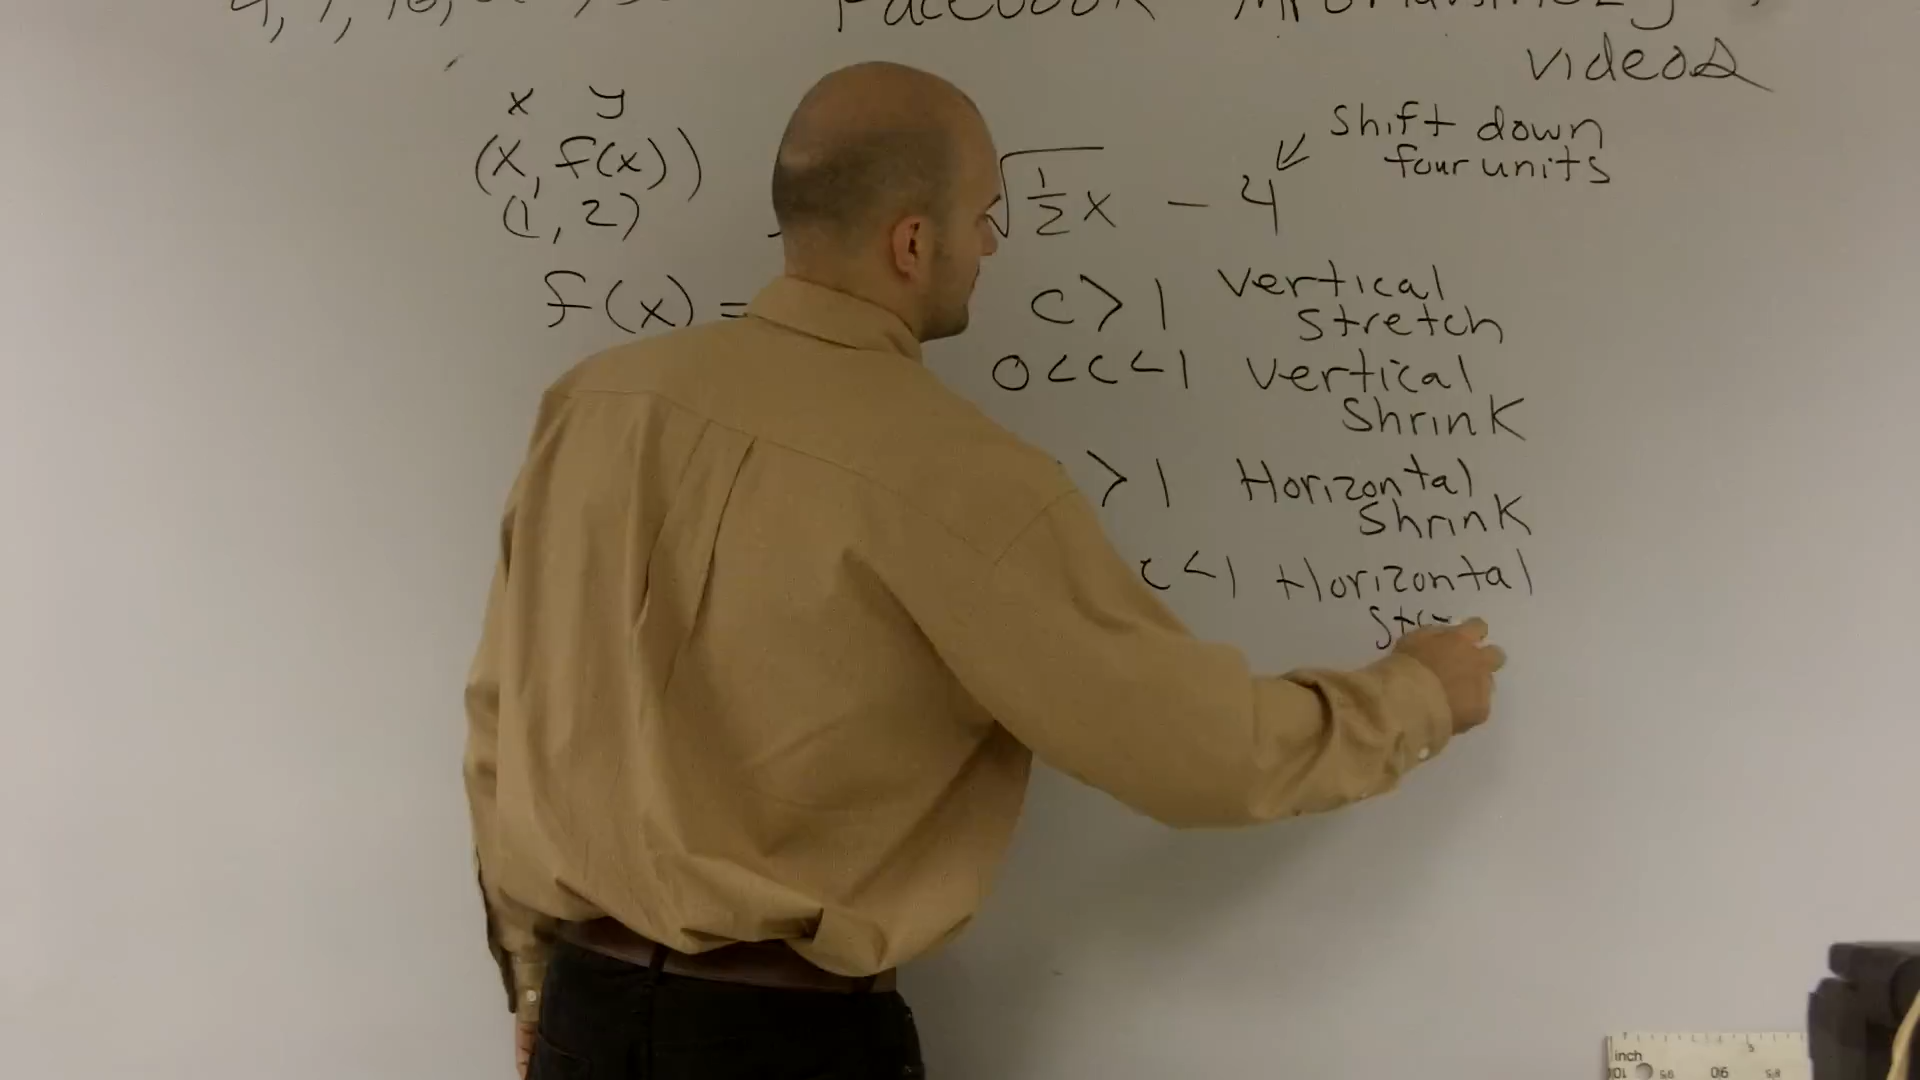 Facebook
videos
x y
(x, f(x))
(1, 2)
√½x - 4
shift down
four units
f(x) =
c > 1 vertical
stretch
0 < c < 1 vertical
shrink
> 1 Horizontal
shrink
c < 1 Horizontal
inch